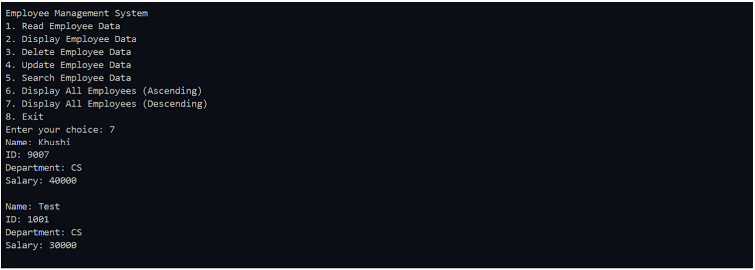 Employee Management System
1. Read Employee Data
2. Display Employee Data
3. Delete Employee Data
4. Update Employee Data
5. Search Employee Data
6. Display All Employees (Ascending)
7. Display All Employees (Descending)
8. Exit
Enter your choice: 7
Name: Khushi
ID: 9007
Department: CS
Salary: 40000
Name: Test
ID: 1001
Department: CS
Salary: 30000